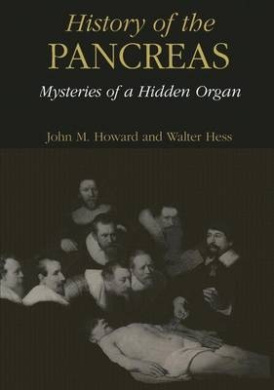 History of the
PANCREAS
Mysteries of a Hidden Organ
John M. Howard and Walter Hess